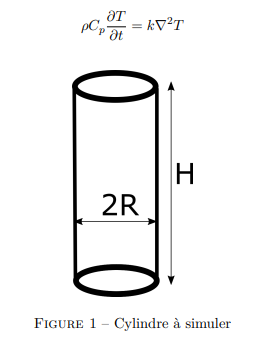 ρC_p ∂T/∂t = k∇²T
H
2R
FIGURE 1 – Cylindre à simuler